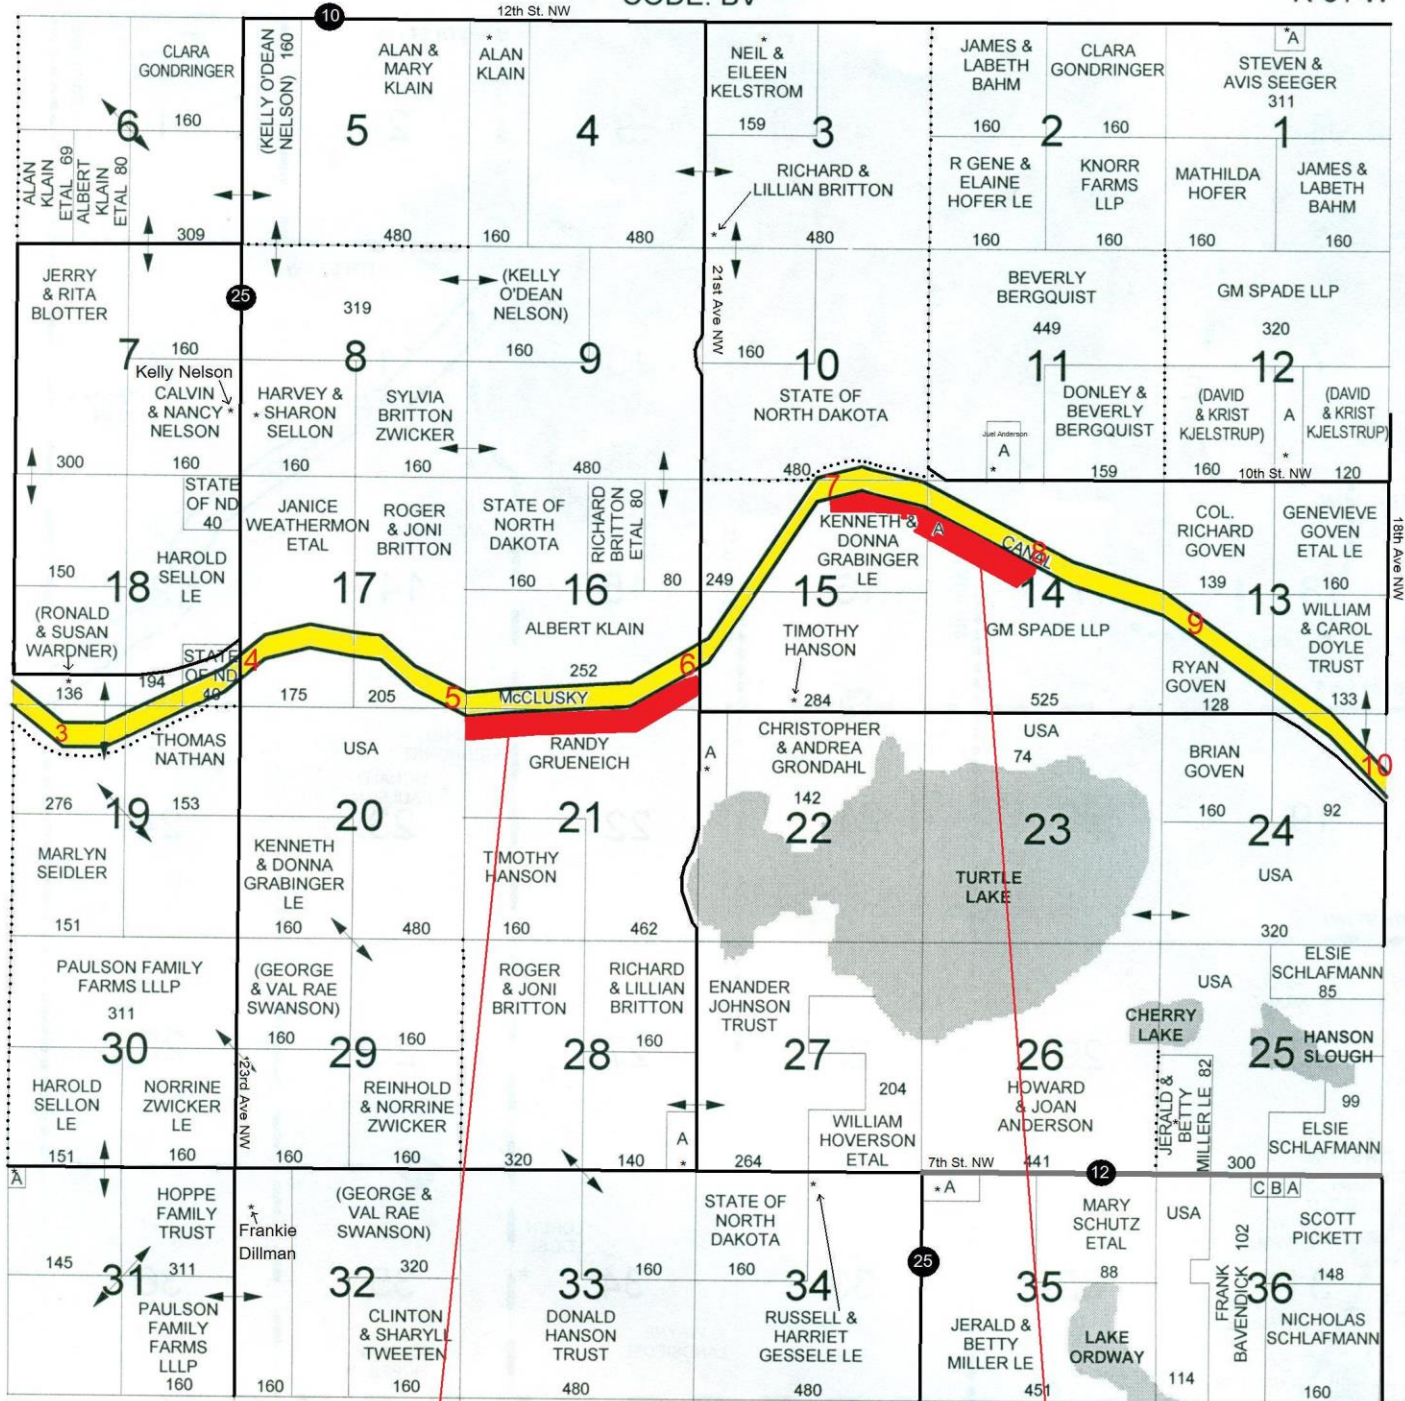 12th St. NW
10
CLARA
GONDRINGER
160
6
ALAN
KLAIN
ETAL 69
ALBERT
KLAIN
ETAL 80
309
(KELLY O'DEAN
NELSON) 160
ALAN &
MARY
KLAIN
5
480
* ALAN
KLAIN
4
160
480
NEIL &
EILEEN
KELSTROM
159
3
RICHARD &
LILLIAN BRITTON
480
JAMES &
LABETH
BAHM
160
2
CLARA
GONDRINGER
160
R GENE &
ELAINE
HOFER LE
160
KNORR
FARMS
LLP
160
*A
STEVEN &
AVIS SEEGER
311
1
MATHILDA
HOFER
160
JAMES &
LABETH
BAHM
160
JERRY
& RITA
BLOTTER
25
7
160
Kelly Nelson
CALVIN
& NANCY *
NELSON
300
160
319
8
HARVEY &
* SHARON
SELLON
160
SYLVIA
BRITTON
ZWICKER
160
(KELLY
O'DEAN
NELSON)
160
9
480
21st Ave NW
160
10
STATE OF
NORTH DAKOTA
480
BEVERLY
BERGQUIST
449
11
DONLEY &
BEVERLY
BERGQUIST
Juel Anderson
A
*
159
GM SPADE LLP
320
12
(DAVID
& KRIST
KJELSTRUP)
160
A
*
(DAVID
& KRIST
KJELSTRUP)
120
10th St. NW
18th Ave NW
STATE
OF ND
40
150
18
HAROLD
SELLON
LE
(RONALD
& SUSAN
WARDNER)
*
136
194
STATE
OF ND
40
3
JANICE
WEATHERMON
ETAL
17
ROGER
& JONI
BRITTON
4
175
205
5
STATE OF
NORTH
DAKOTA
160
RICHARD
BRITTON
ETAL 80
80
16
ALBERT KLAIN
252
McCLUSKY
6
249
7
KENNETH &
DONNA
GRABINGER
LE
A
15
TIMOTHY
HANSON
* 284
CANAL
8
14
GM SPADE LLP
525
COL.
RICHARD
GOVEN
139
9
RYAN
GOVEN
128
GENEVIEVE
GOVEN
ETAL LE
160
13
WILLIAM
& CAROL
DOYLE
TRUST
133
10
THOMAS
NATHAN
276
19
153
MARLYN
SEIDLER
151
USA
20
KENNETH
& DONNA
GRABINGER
LE
160
480
RANDY
GRUENEICH
21
TIMOTHY
HANSON
160
462
A
*
CHRISTOPHER
& ANDREA
GRONDAHL
142
22
USA
74
23
TURTLE
LAKE
BRIAN
GOVEN
160
92
24
USA
320
PAULSON FAMILY
FARMS LLLP
311
30
HAROLD
SELLON
LE
151
NORRINE
ZWICKER
LE
160
23rd Ave NW
(GEORGE
& VAL RAE
SWANSON)
160
29
160
REINHOLD
& NORRINE
ZWICKER
160
160
ROGER
& JONI
BRITTON
RICHARD
& LILLIAN
BRITTON
28
160
320
140
A
*
ENANDER
JOHNSON
TRUST
27
204
WILLIAM
HOVERSON
ETAL
264
26
HOWARD
& JOAN
ANDERSON
441
7th St. NW
12
CHERRY
LAKE
USA
JERALD &
BETTY
MILLER LE 82
ELSIE
SCHLAFMANN
85
25
HANSON
SLOUGH
99
ELSIE
SCHLAFMANN
300
A
HOPPE
FAMILY
TRUST
145
31
311
PAULSON
FAMILY
FARMS
LLLP
160
*
Frankie
Dillman
(GEORGE &
VAL RAE
SWANSON)
32
320
CLINTON
& SHARYLL
TWEETEN
160
160
33
160
DONALD
HANSON
TRUST
480
STATE OF
NORTH
DAKOTA
*
160
34
RUSSELL &
HARRIET
GESSELE LE
480
25
* A
35
JERALD &
BETTY
MILLER LE
451
MARY
SCHUTZ
ETAL
88
LAKE
ORDWAY
USA
114
FRANK
BAVENDICK 102
C B A
36
SCOTT
PICKETT
148
NICHOLAS
SCHLAFMANN
160